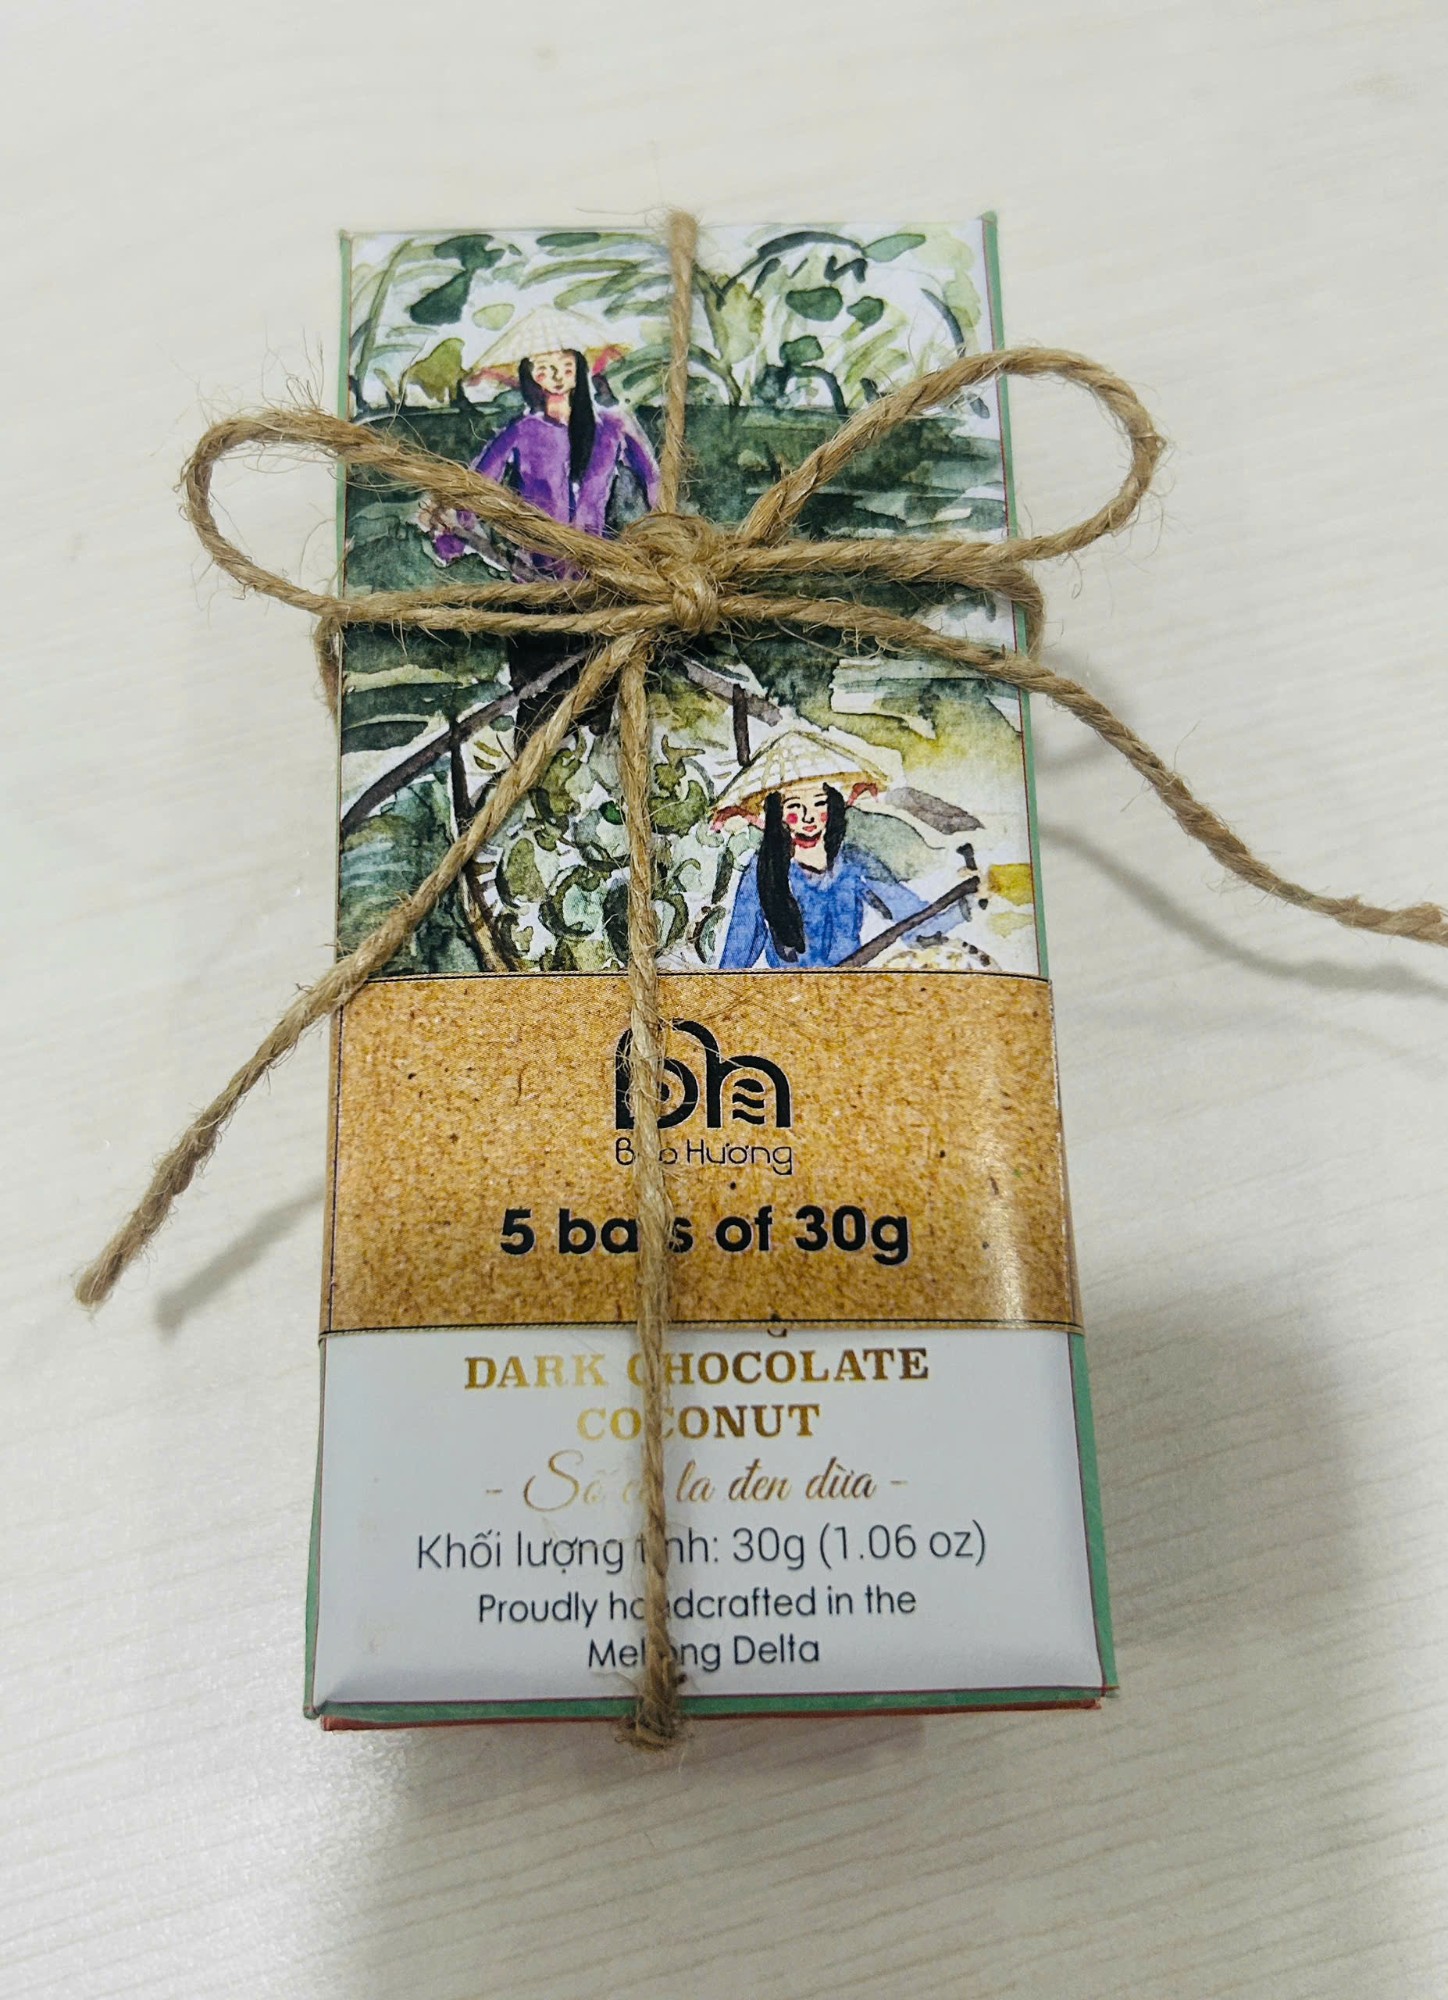 bh
Bảo Hương
5 bars of 30g
DARK CHOCOLATE
COCONUT
- Sô cô la đen dừa -
Khối lượng tịnh: 30g (1.06 oz)
Proudly handcrafted in the
Mekong Delta